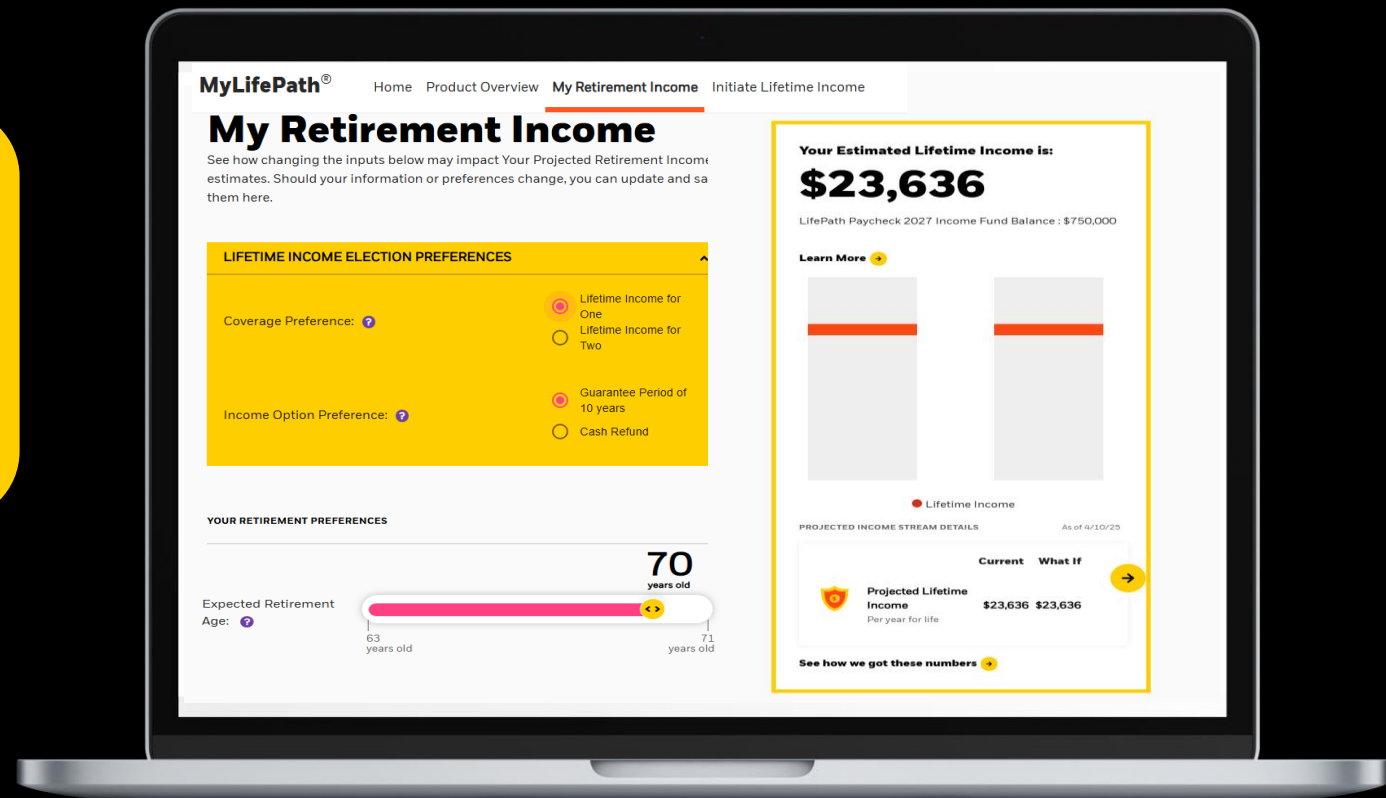 MyLifePath®
Home Product Overview My Retirement Income Initiate Lifetime Income
My Retirement Income
See how changing the inputs below may impact Your Projected Retirement Income
estimates. Should your information or preferences change, you can update and sa
them here.
LIFETIME INCOME ELECTION PREFERENCES
Coverage Preference: ?
Lifetime Income for
One
Lifetime Income for
Two
Income Option Preference: ?
Guarantee Period of
10 years
Cash Refund
YOUR RETIREMENT PREFERENCES
70
years old
Expected Retirement
Age: ?
63
years old
71
years old
Your Estimated Lifetime Income is:
$23,636
LifePath Paycheck 2027 Income Fund Balance : $750,000
Learn More
Lifetime Income
PROJECTED INCOME STREAM DETAILS As of 4/10/25
Current What If
Projected Lifetime
Income $23,636 $23,636
Per year for life
See how we got these numbers